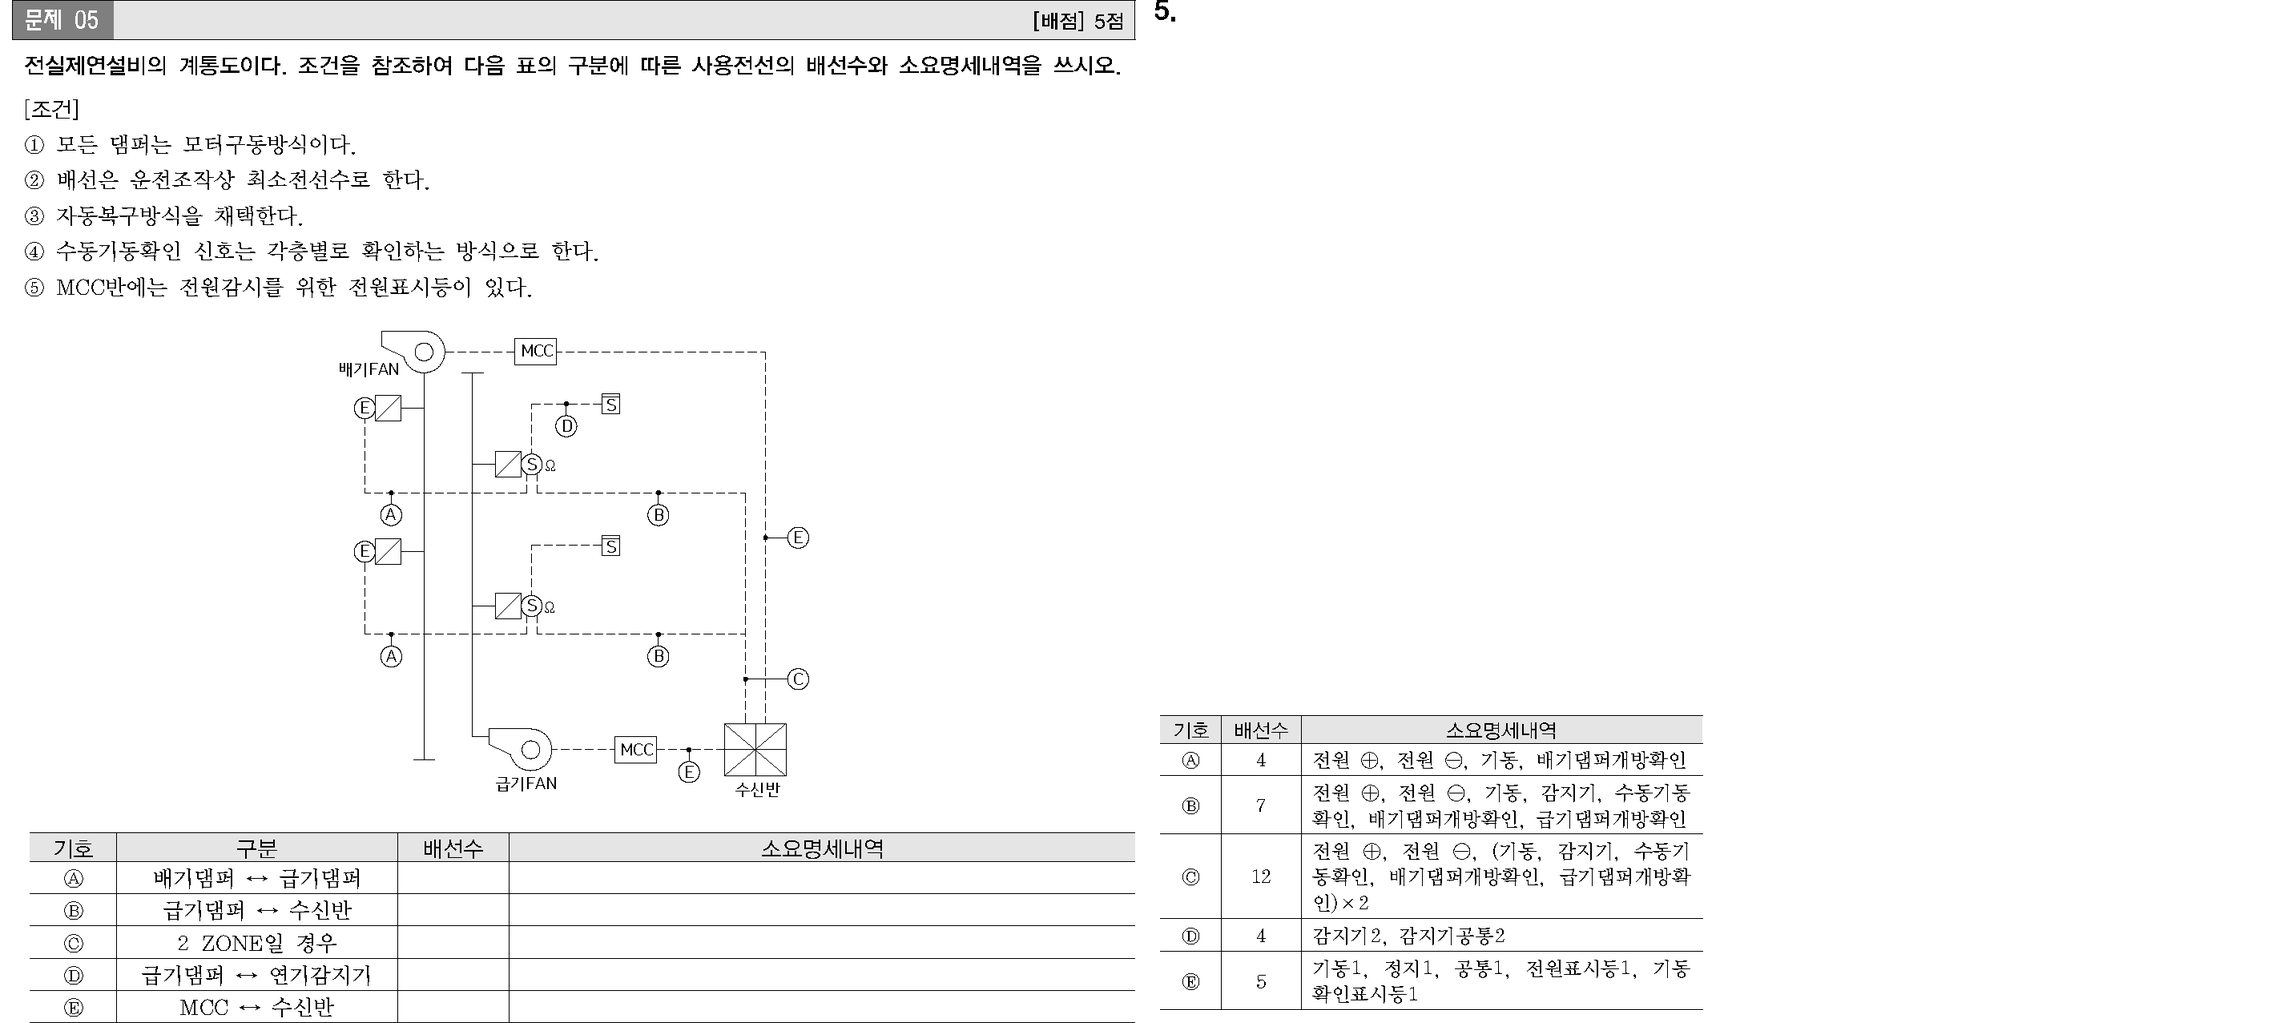 문제 05 [배점] 5점
전실제연설비의 계통도이다. 조건을 참조하여 다음 표의 구분에 따른 사용전선의 배선수와 소요명세내역을 쓰시오.
[조건]
① 모든 댐퍼는 모터구동방식이다.
② 배선은 운전조작상 최소전선수로 한다.
③ 자동복구방식을 채택한다.
④ 수동기동확인 신호는 각층별로 확인하는 방식으로 한다.
⑤ MCC반에는 전원감시를 위한 전원표시등이 있다.
MCC
배기FAN
E
S
D
S Ω
A
B
E
S
E
S Ω
A
B
C
MCC
E
급기FAN
수신반
기호 구분 배선수 소요명세내역
Ⓐ 배기댐퍼 ↔ 급기댐퍼
Ⓑ 급기댐퍼 ↔ 수신반
Ⓒ 2 ZONE일 경우
Ⓓ 급기댐퍼 ↔ 연기감지기
Ⓔ MCC ↔ 수신반
5.
기호 배선수 소요명세내역
Ⓐ 4 전원 ⊕, 전원 ⊖, 기동, 배기댐퍼개방확인
Ⓑ 7 전원 ⊕, 전원 ⊖, 기동, 감지기, 수동기동
확인, 배기댐퍼개방확인, 급기댐퍼개방확인
Ⓒ 12 전원 ⊕, 전원 ⊖, (기동, 감지기, 수동기
동확인, 배기댐퍼개방확인, 급기댐퍼개방확
인)×2
Ⓓ 4 감지기2, 감지기공통2
Ⓔ 5 기동1, 정지1, 공통1, 전원표시등1, 기동
확인표시등1